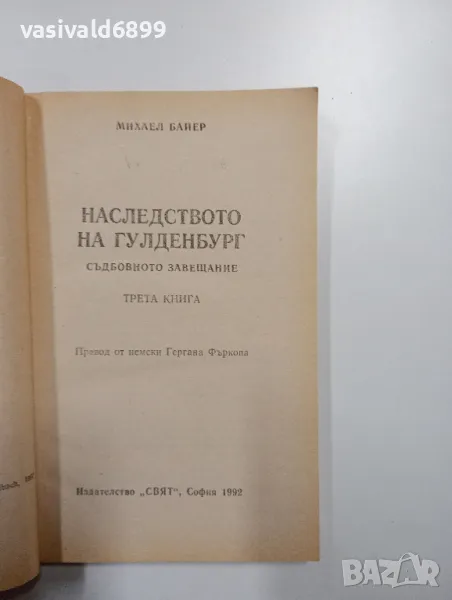 vasivald6899
МИХАЕЛ БАЙЕР
НАСЛЕДСТВОТО
НА ГУЛДЕНБУРГ
СЪДБОВНОТО ЗАВЕЩАНИЕ
ТРЕТА КНИГА
Превод от немски Гергана Фъркова
Издателство „СВЯТ", София 1992
BAZAR